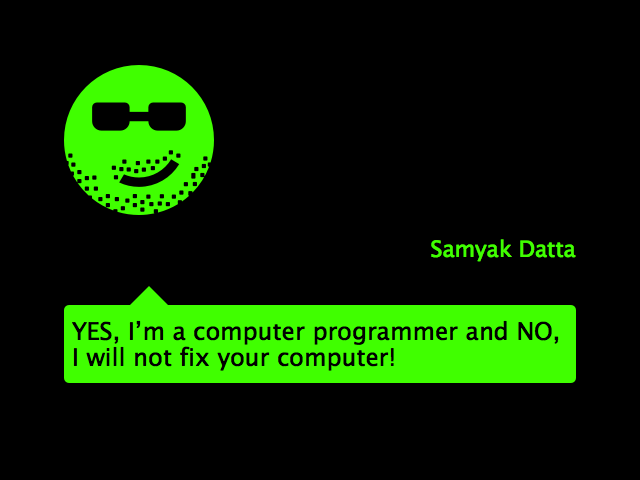 Samyak Datta
YES, I’m a computer programmer and NO,
I will not fix your computer!